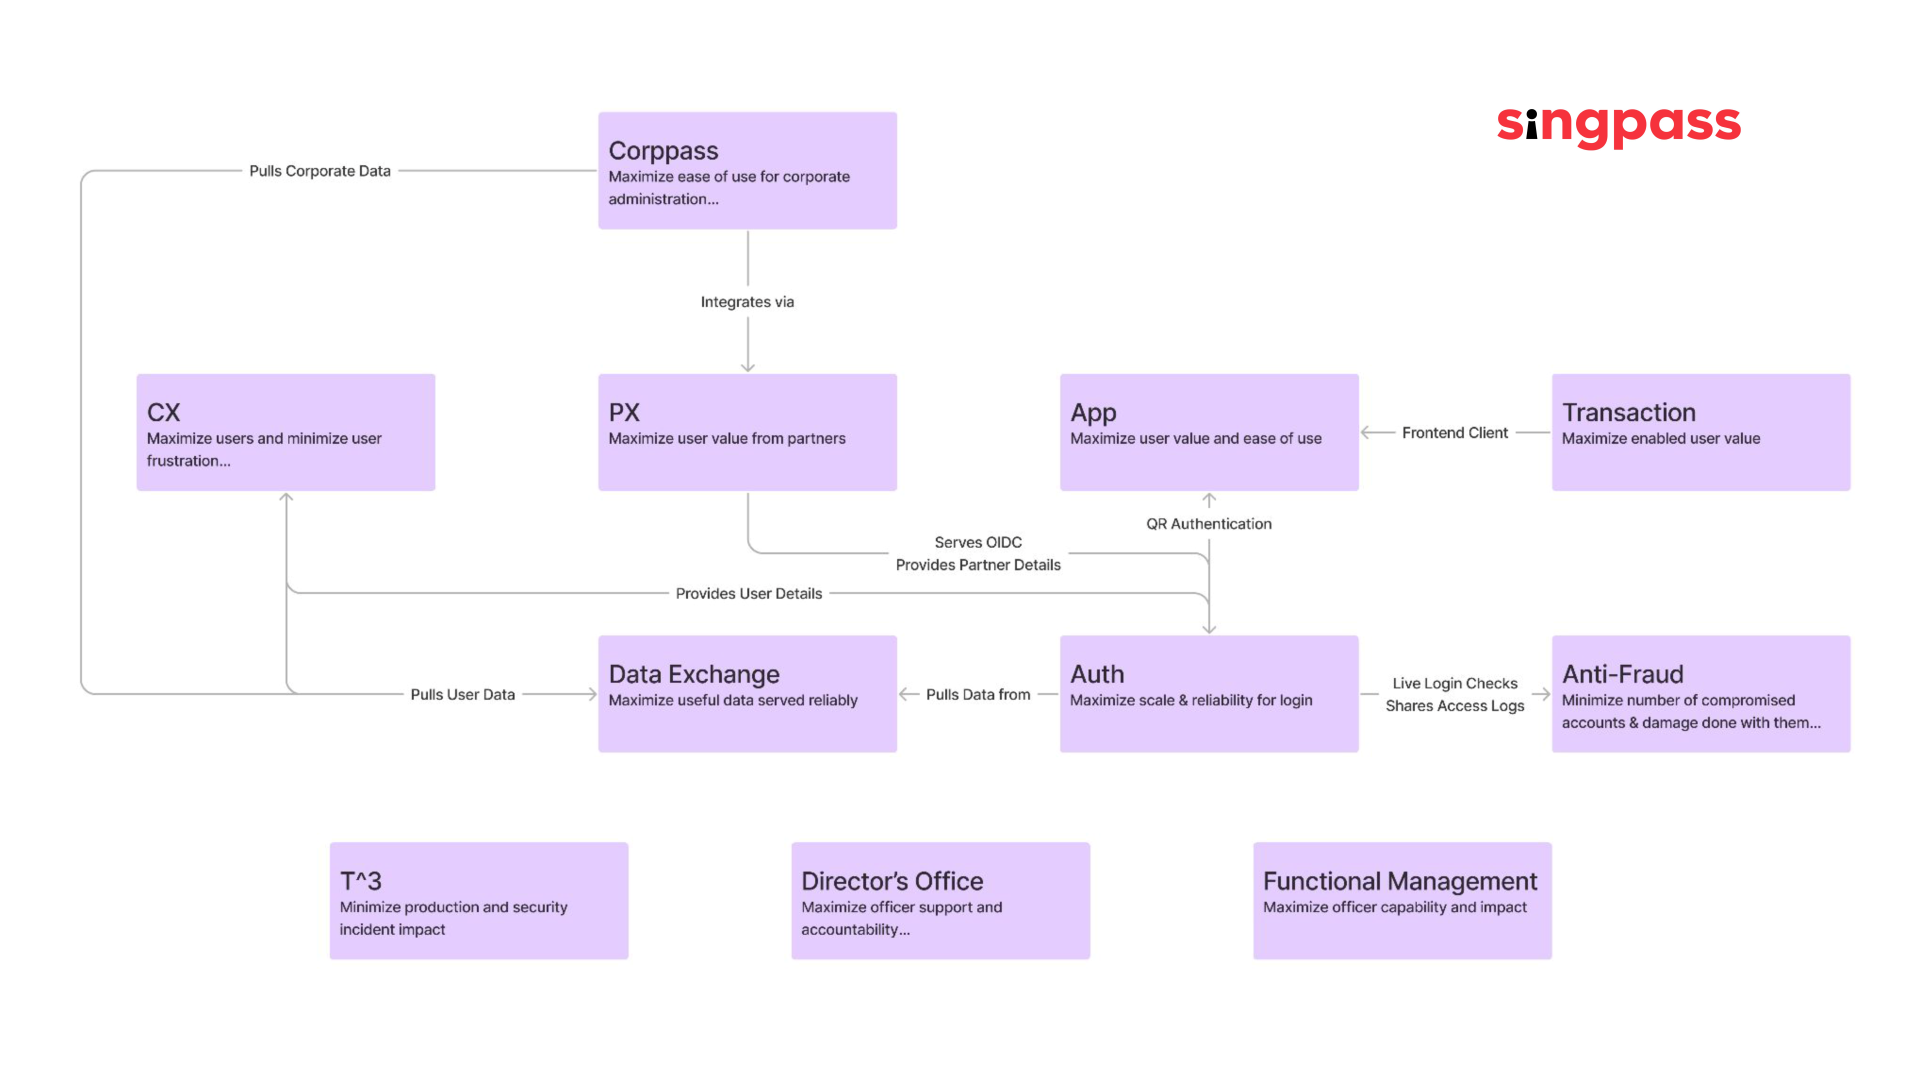 singpass
Corppass
Maximize ease of use for corporate
administration...
Pulls Corporate Data
Integrates via
CX
Maximize users and minimize user
frustration...
PX
Maximize user value from partners
App
Maximize user value and ease of use
Frontend Client
Transaction
Maximize enabled user value
QR Authentication
Serves OIDC
Provides Partner Details
Provides User Details
Pulls User Data
Data Exchange
Maximize useful data served reliably
Pulls Data from
Auth
Maximize scale & reliability for login
Live Login Checks
Shares Access Logs
Anti-Fraud
Minimize number of compromised
accounts & damage done with them...
T^3
Minimize production and security
incident impact
Director’s Office
Maximize officer support and
accountability...
Functional Management
Maximize officer capability and impact